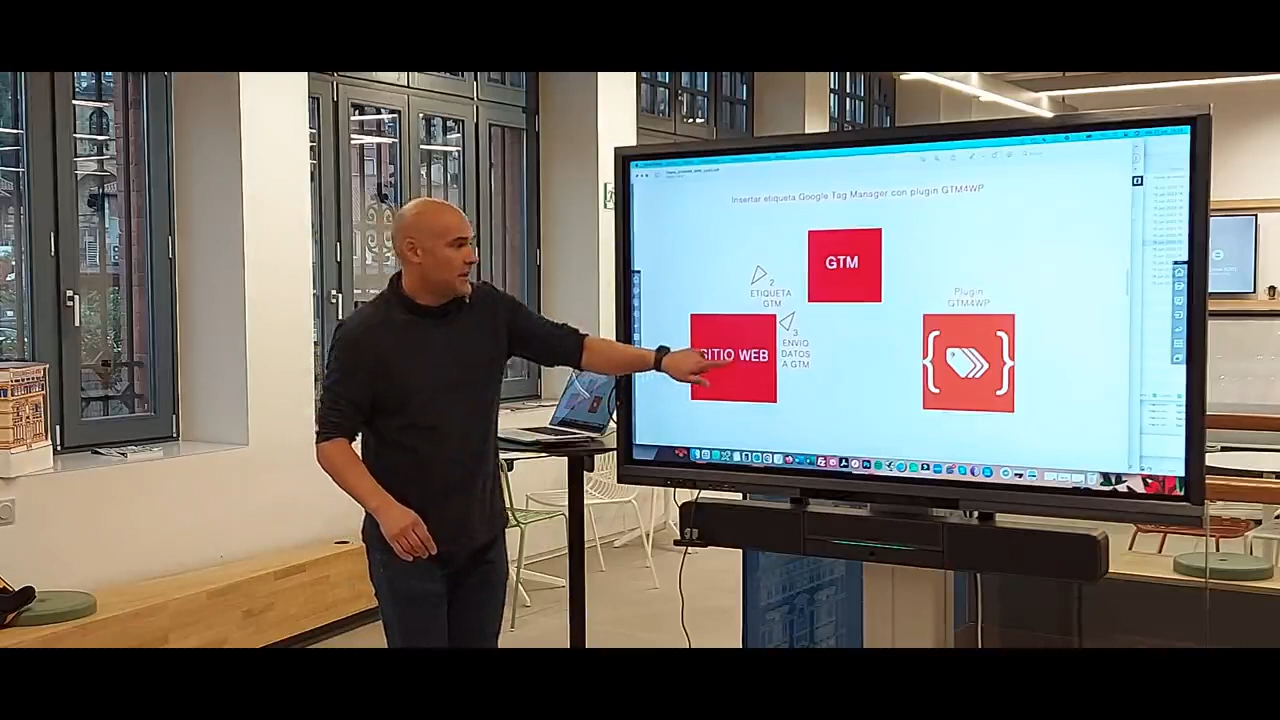 Insertar etiqueta Google Tag Manager con plugin GTM4WP
GTM
2
ETIQUETA
GTM
SITIO WEB
3
ENVIO
DATOS
A GTM
Plugin
GTM4WP